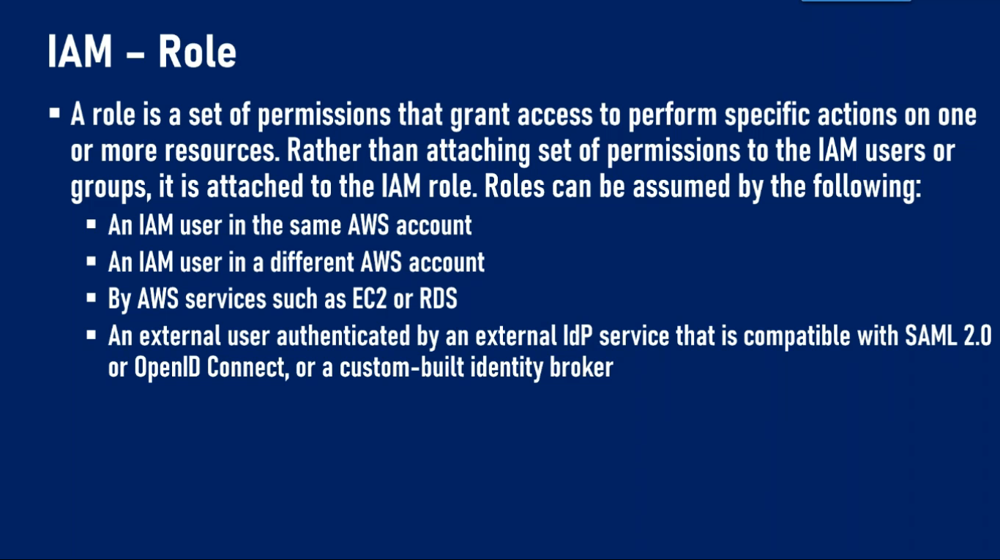 IAM – Role
▪ A role is a set of permissions that grant access to perform specific actions on one
or more resources. Rather than attaching set of permissions to the IAM users or
groups, it is attached to the IAM role. Roles can be assumed by the following:
▪ An IAM user in the same AWS account
▪ An IAM user in a different AWS account
▪ By AWS services such as EC2 or RDS
▪ An external user authenticated by an external IdP service that is compatible with SAML 2.0
or OpenID Connect, or a custom-built identity broker